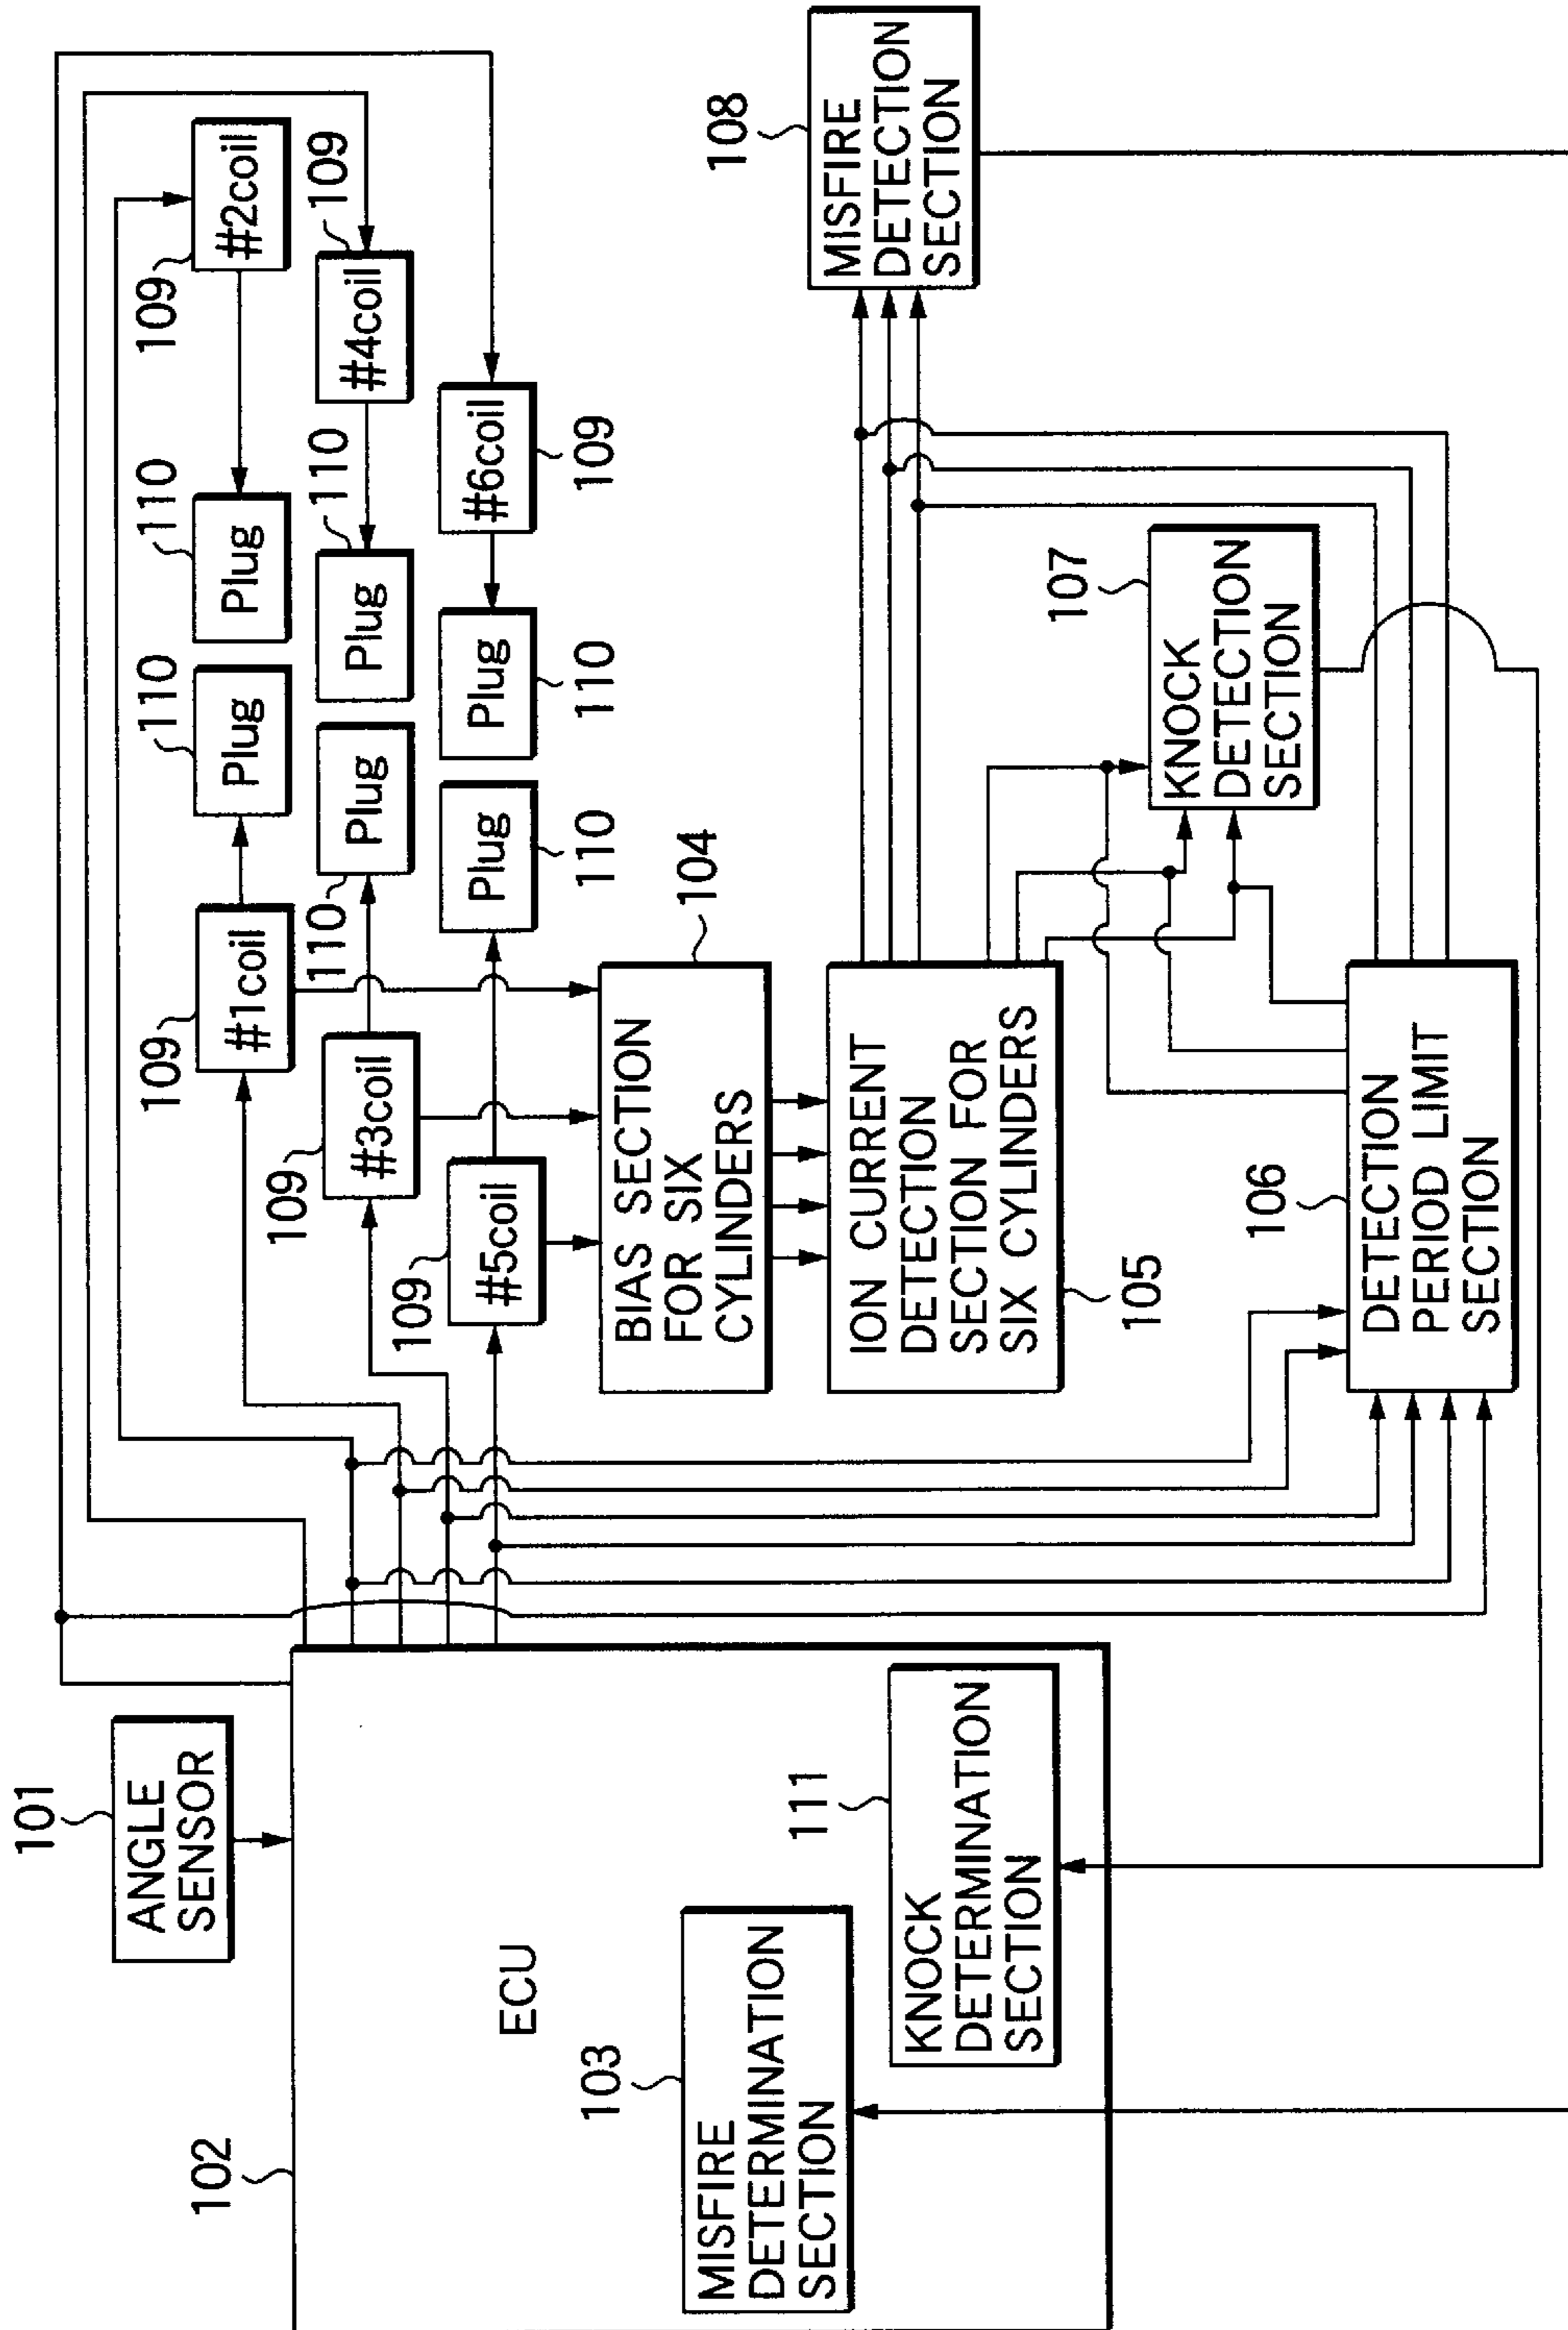 101
ANGLE
SENSOR
102
ECU
103
MISFIRE
DETERMINATION
SECTION
111
KNOCK
DETERMINATION
SECTION
109
#1coil
110
Plug
110
Plug
109
#2coil
109
#3coil
110
Plug
110
Plug
109
#4coil
109
#5coil
Plug
110
Plug
110
#6coil
109
104
BIAS SECTION
FOR SIX
CYLINDERS
ION CURRENT
DETECTION
SECTION FOR
SIX CYLINDERS
105
106
DETECTION
PERIOD LIMIT
SECTION
107
KNOCK
DETECTION
SECTION
108
MISFIRE
DETECTION
SECTION